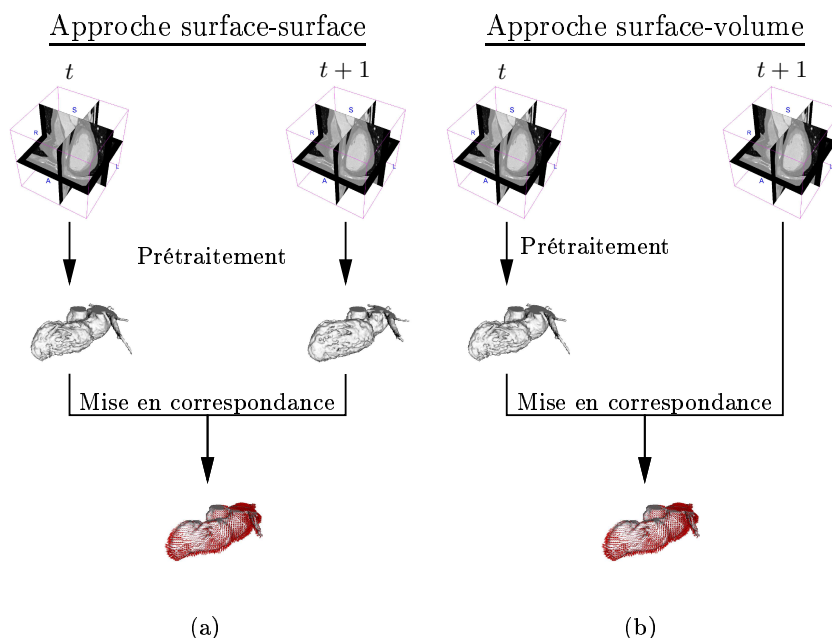 Approche surface-surface
Approche surface-volume
t
t + 1
t
t + 1
S
R
L
A
S
R
L
A
S
R
L
A
S
R
L
A
Prétraitement
Prétraitement
Mise en correspondance
Mise en correspondance
(a)
(b)